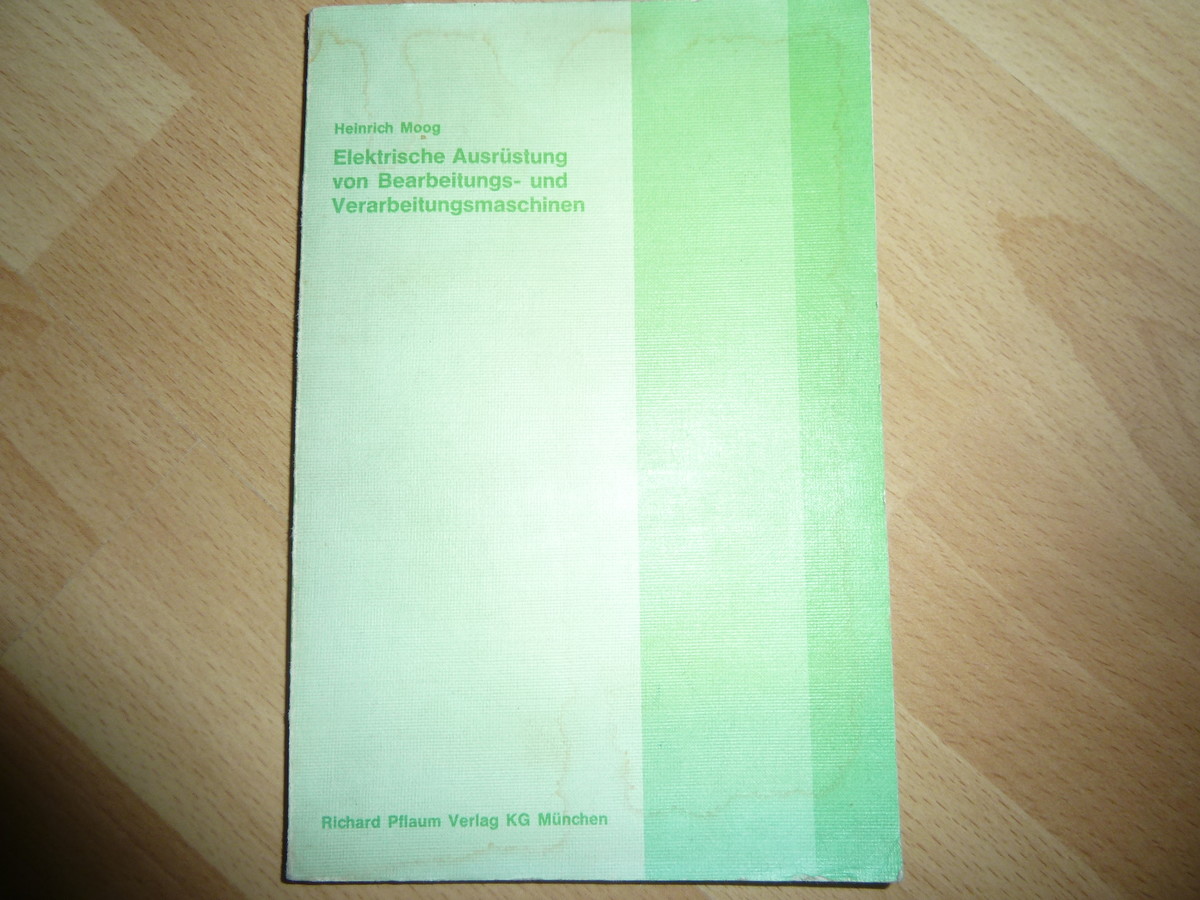 Heinrich Moog
Elektrische Ausrüstung
von Bearbeitungs- und
Verarbeitungsmaschinen
Richard Pflaum Verlag KG München